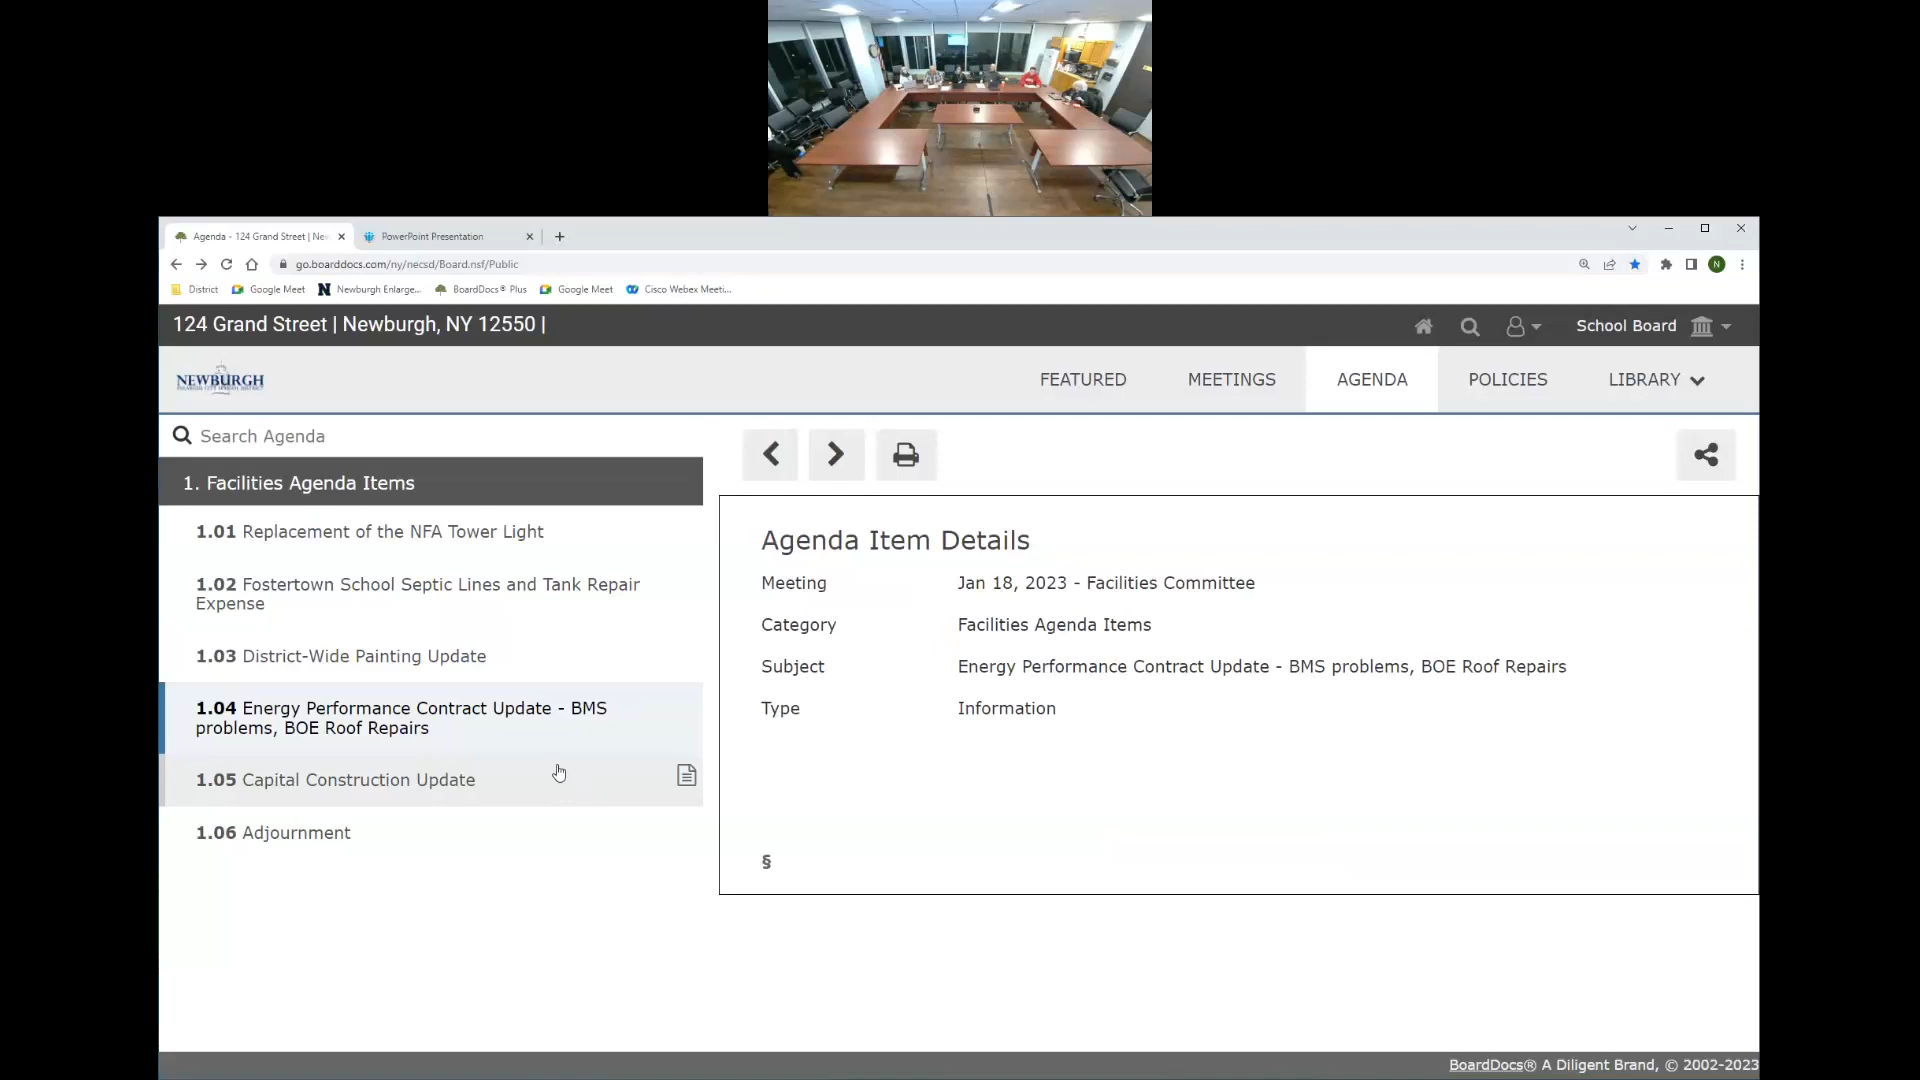 Agenda - 124 Grand Street | New
PowerPoint Presentation
go.boarddocs.com/ny/necsd/Board.nsf/Public
N
District
Google Meet
Newburgh Enlarge...
BoardDocs® Plus
Google Meet
Cisco Webex Meeti...
124 Grand Street | Newburgh, NY 12550 |
School Board
NEWBURGH
FEATURED
MEETINGS
AGENDA
POLICIES
LIBRARY
Search Agenda
1. Facilities Agenda Items
1.01 Replacement of the NFA Tower Light
1.02 Fostertown School Septic Lines and Tank Repair
Expense
1.03 District-Wide Painting Update
1.04 Energy Performance Contract Update - BMS
problems, BOE Roof Repairs
1.05 Capital Construction Update
1.06 Adjournment
Agenda Item Details
Meeting Jan 18, 2023 - Facilities Committee
Category Facilities Agenda Items
Subject Energy Performance Contract Update - BMS problems, BOE Roof Repairs
Type Information
§
BoardDocs® A Diligent Brand, © 2002-2023